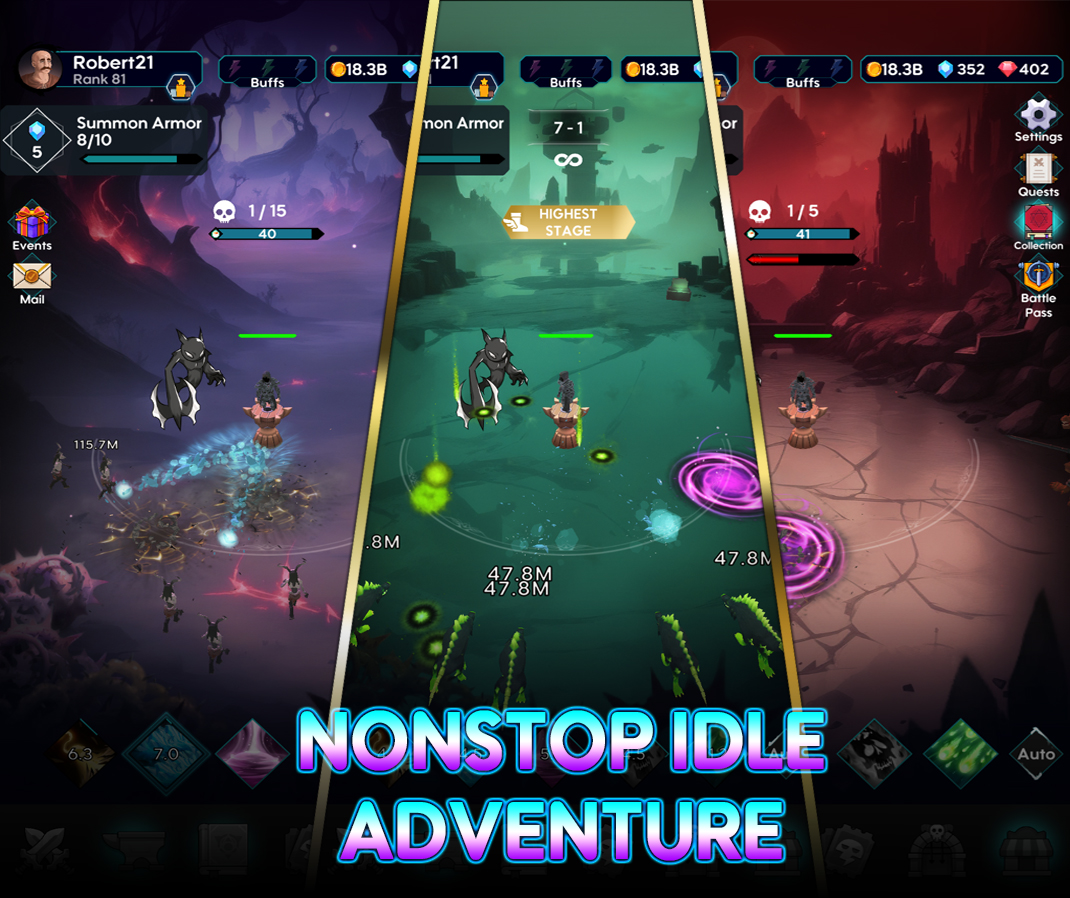 Robert21
Rank 81
Buffs
18.3B
t21
Buffs
18.3B
Buffs
18.3B 352 402
Summon Armor
8/10
5
mon Armor
7 - 1
HIGHEST
STAGE
or
Settings
Quests
Collection
Battle
Pass
Events
Mail
1 / 15
40
1 / 5
41
115.7M
.8M
47.8M
47.8M
47.8M
6.3
7.0
Auto
NONSTOP IDLE
ADVENTURE